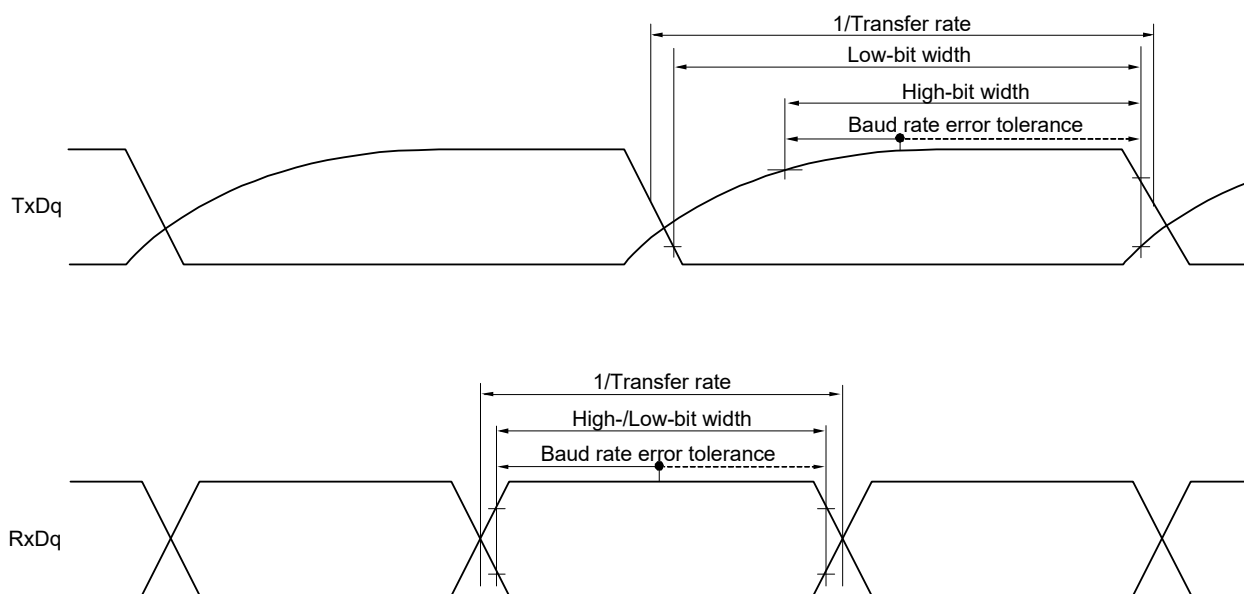 1/Transfer rate
Low-bit width
High-bit width
Baud rate error tolerance
TxDq
1/Transfer rate
High-/Low-bit width
Baud rate error tolerance
RxDq